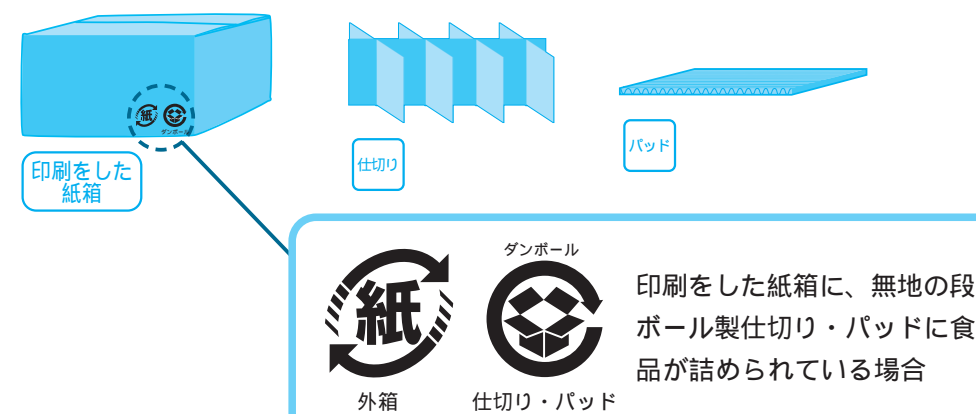 紙
ダンボール
印刷をした
紙箱
仕切り
パッド
ダンボール
紙
印刷をした紙箱に、無地の段
ボール製仕切り・パッドに食
品が詰められている場合
外箱
仕切り・パッド